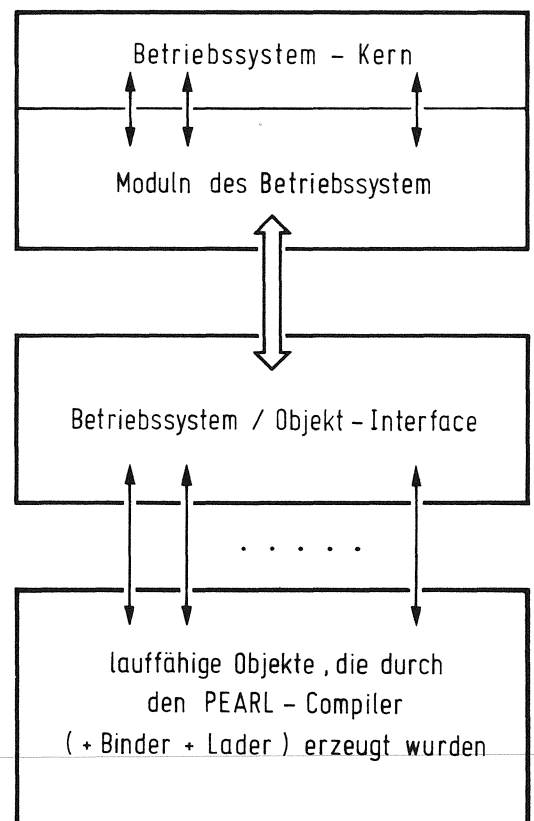 Betriebssystem - Kern
Moduln des Betriebssystem
Betriebssystem / Objekt - Interface
. . . . .
lauffähige Objekte , die durch
den PEARL - Compiler
( + Binder + Lader ) erzeugt wurden